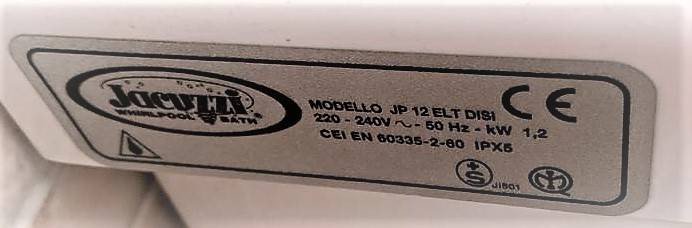 Jacuzzi
WHIRLPOOL BATH
MODELLO JP 12 ELT DISI
220 - 240V ~ - 50 Hz - kW 1,2
CEI EN 60335-2-60 IPX5
CE
+S
JIS01